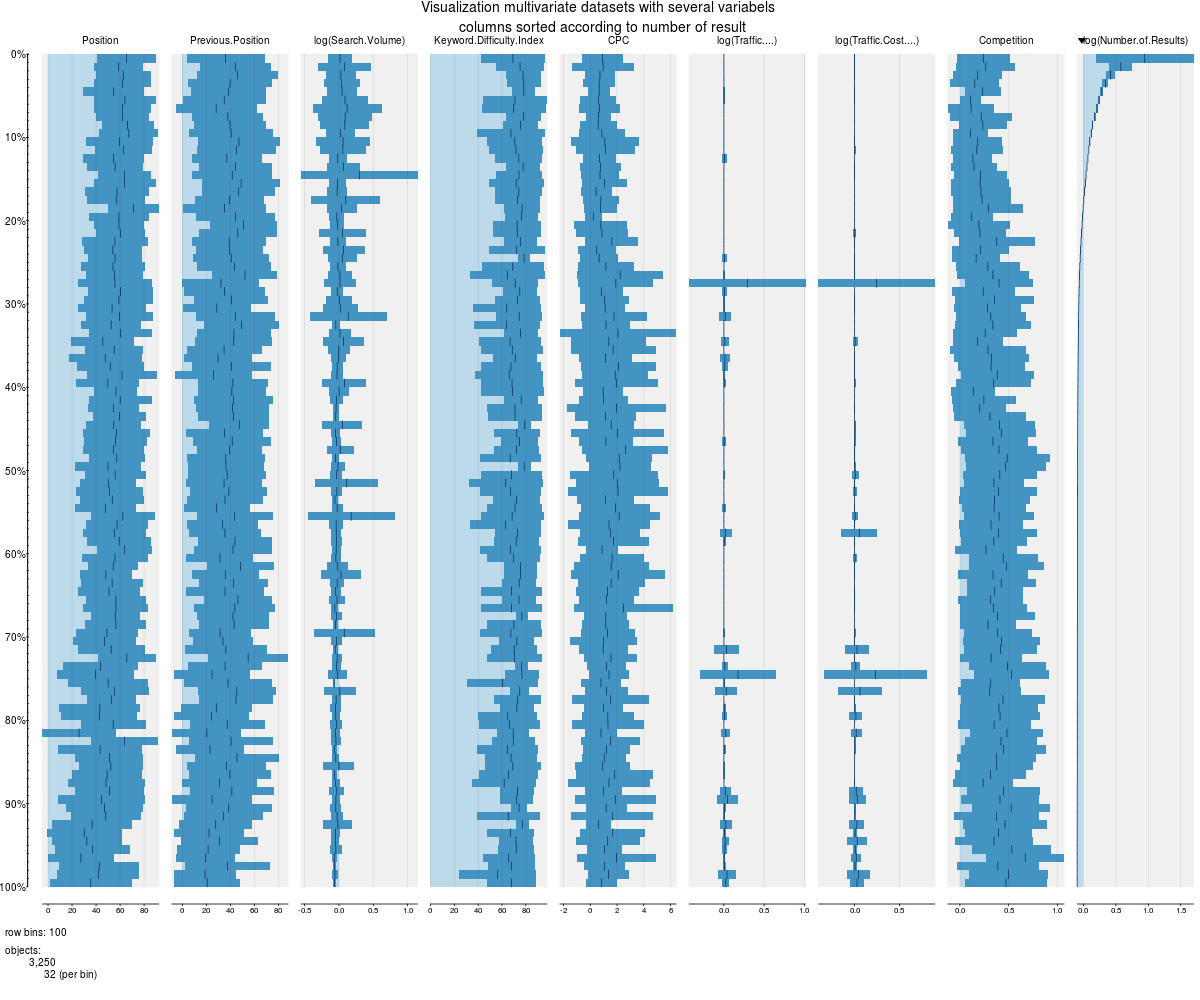 Visualization multivariate datasets with several variabels
columns sorted according to number of result
Position Previous.Position log(Search.Volume) Keyword.Difficulty.Index CPC log(Traffic....) log(Traffic.Cost....) Competition log(Number.of.Results)
0%
10%
20%
30%
40%
50%
60%
70%
80%
90%
100%
0 20 40 60 80 0 20 40 60 80 -0.5 0.0 0.5 1.0 0 20 40 60 80 -2 0 2 4 6 0.0 0.5 1.0 0.0 0.5 0.0 0.5 1.0 0.0 0.5 1.0 1.5
row bins: 100
objects:
3,250
32 (per bin)